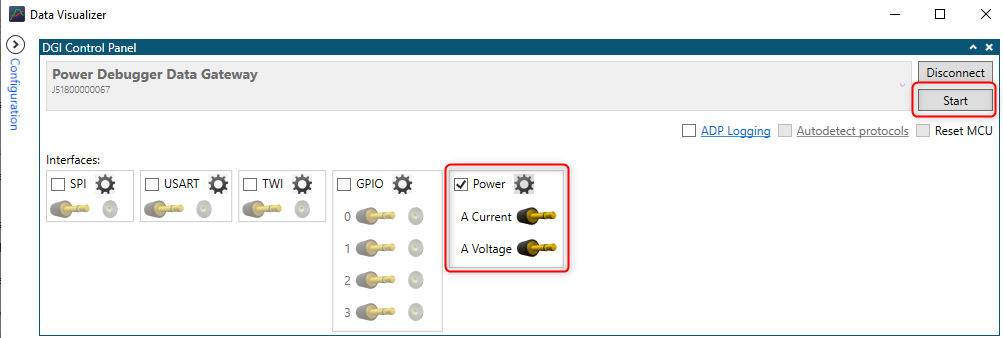 Data Visualizer
Configuration
DGI Control Panel
Power Debugger Data Gateway
J51800000067
Disconnect
Start
ADP Logging
Autodetect protocols
Reset MCU
Interfaces:
SPI
USART
TWI
GPIO
Power
0
A Current
1
A Voltage
2
3